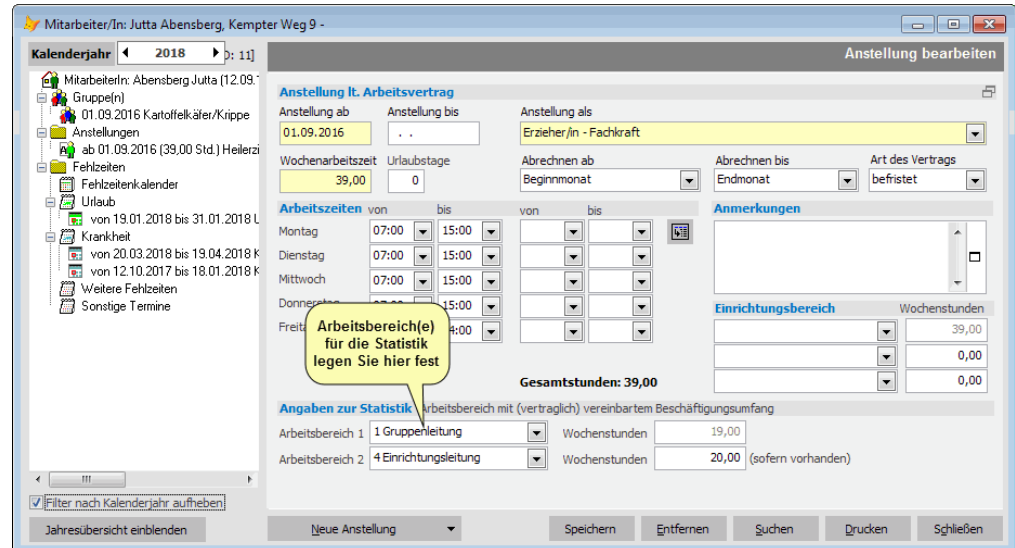 Mitarbeiter/In: Jutta Abensberg, Kempter Weg 9 -
Kalenderjahr 2018 D: 11]
Anstellung bearbeiten
MitarbeiterIn: Abensberg Jutta (12.09.
Gruppe(n)
01.09.2016 Kartoffelkäfer/Krippe
Anstellungen
ab 01.09.2016 (39,00 Std.) Heilerzi
Fehlzeiten
Fehlzeitenkalender
Urlaub
von 19.01.2018 bis 31.01.2018 U
Krankheit
von 20.03.2018 bis 19.04.2018 K
von 12.10.2017 bis 18.01.2018 K
Weitere Fehlzeiten
Sonstige Termine
Filter nach Kalenderjahr aufheben
Jahresübersicht einblenden
Anstellung lt. Arbeitsvertrag
Anstellung ab Anstellung bis Anstellung als
01.09.2016 . . Erzieher/in - Fachkraft
Wochenarbeitszeit Urlaubstage Abrechnen ab Abrechnen bis Art des Vertrags
39,00 0 Beginnmonat Endmonat befristet
Arbeitszeiten von bis von bis Anmerkungen
Montag 07:00 15:00
Dienstag 07:00 15:00
Mittwoch 07:00 15:00
Donnerstag 07:00 15:00
Freita 4:00
Arbeitsbereich(e)
für die Statistik
legen Sie hier fest
Einrichtungsbereich Wochenstunden
39,00
0,00
0,00
Gesamtstunden: 39,00
Angaben zur Statistik Arbeitsbereich mit (vertraglich) vereinbartem Beschäftigungsumfang
Arbeitsbereich 1 1 Gruppenleitung Wochenstunden 19,00
Arbeitsbereich 2 4 Einrichtungsleitung Wochenstunden 20,00 (sofern vorhanden)
Neue Anstellung Speichern Entfernen Suchen Drucken Schließen